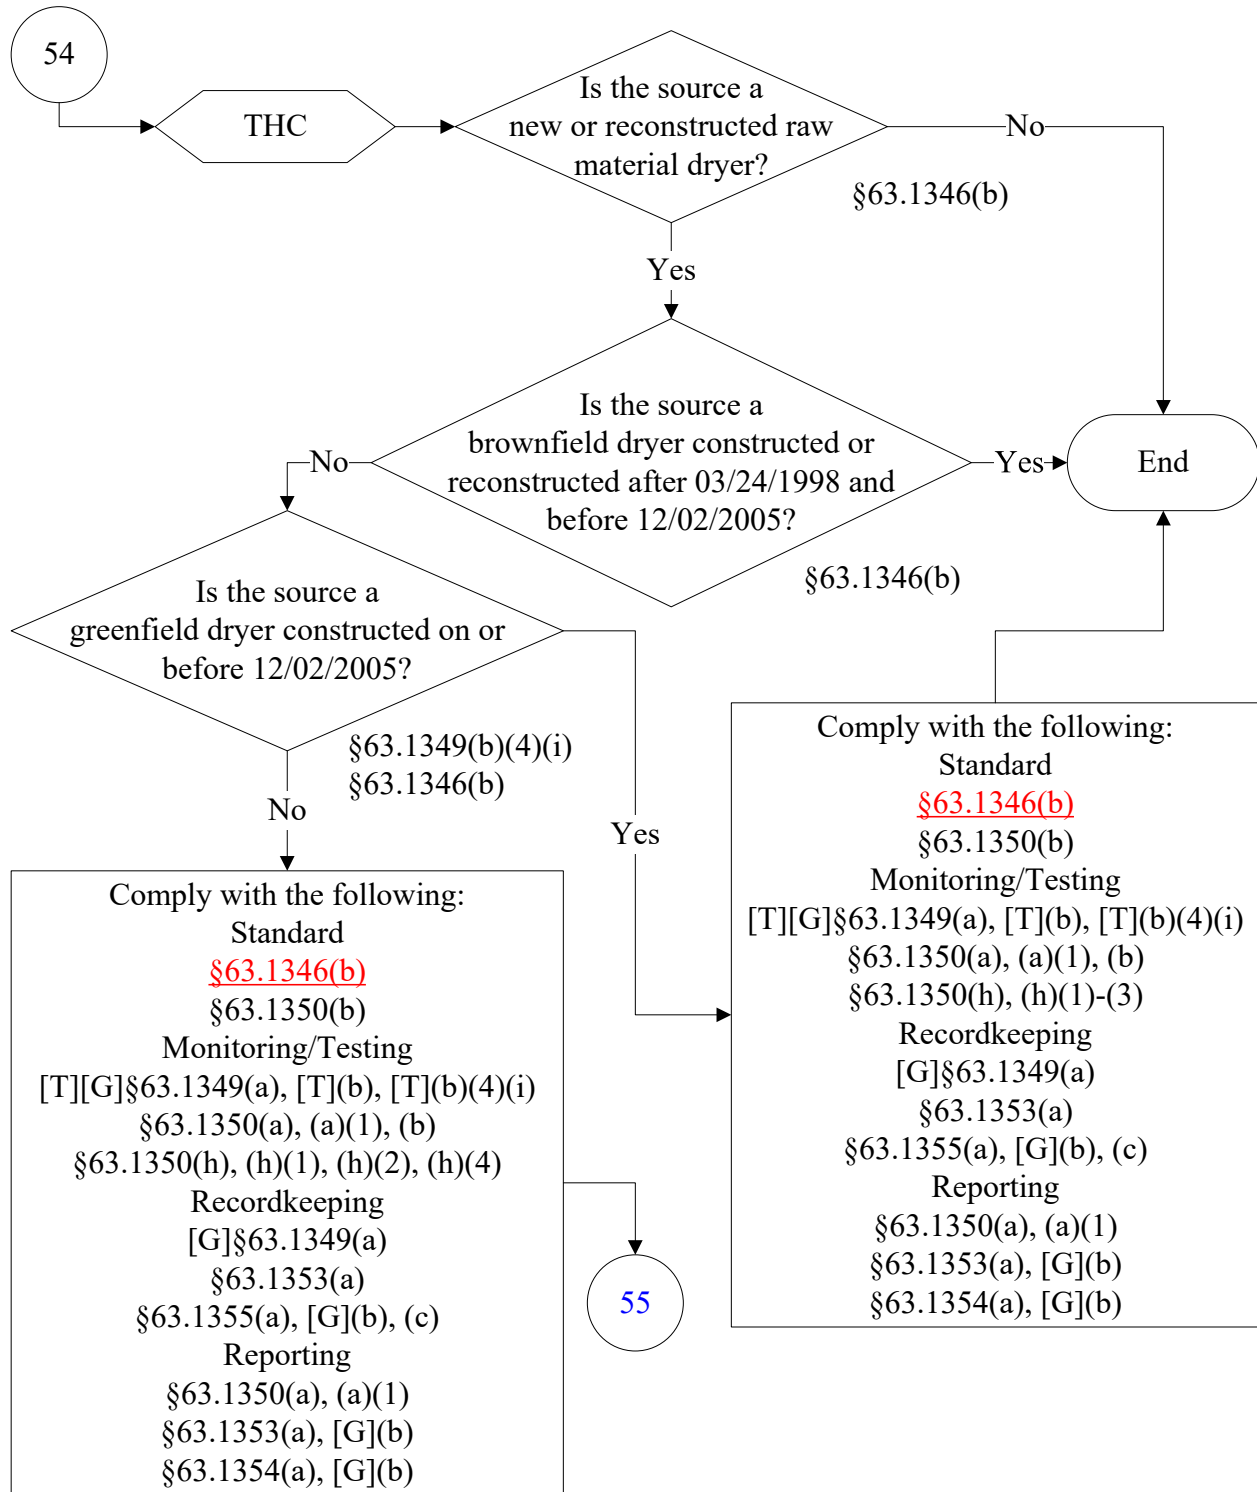 54
THC
Is the source a
new or reconstructed raw
material dryer?
No
§63.1346(b)
Yes
Is the source a
brownfield dryer constructed or
reconstructed after 03/24/1998 and
before 12/02/2005?
No
Yes
End
§63.1346(b)
Is the source a
greenfield dryer constructed on or
before 12/02/2005?
§63.1349(b)(4)(i)
§63.1346(b)
No
Yes
Comply with the following:
Standard
§63.1346(b)
§63.1350(b)
Monitoring/Testing
[T][G]§63.1349(a), [T](b), [T](b)(4)(i)
§63.1350(a), (a)(1), (b)
§63.1350(h), (h)(1), (h)(2), (h)(4)
Recordkeeping
[G]§63.1349(a)
§63.1353(a)
§63.1355(a), [G](b), (c)
Reporting
§63.1350(a), (a)(1)
§63.1353(a), [G](b)
§63.1354(a), [G](b)
55
Comply with the following:
Standard
§63.1346(b)
§63.1350(b)
Monitoring/Testing
[T][G]§63.1349(a), [T](b), [T](b)(4)(i)
§63.1350(a), (a)(1), (b)
§63.1350(h), (h)(1)-(3)
Recordkeeping
[G]§63.1349(a)
§63.1353(a)
§63.1355(a), [G](b), (c)
Reporting
§63.1350(a), (a)(1)
§63.1353(a), [G](b)
§63.1354(a), [G](b)